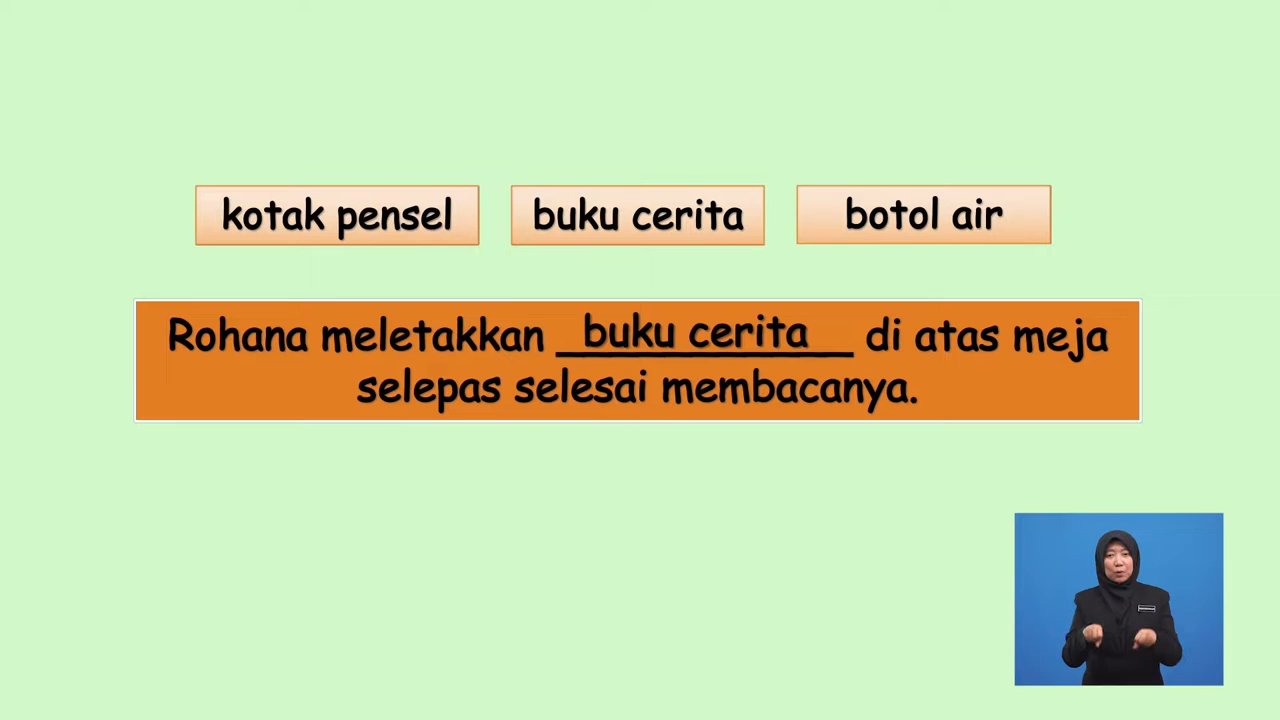 kotak pensel
buku cerita
botol air
Rohana meletakkan buku cerita di atas meja
selepas selesai membacanya.